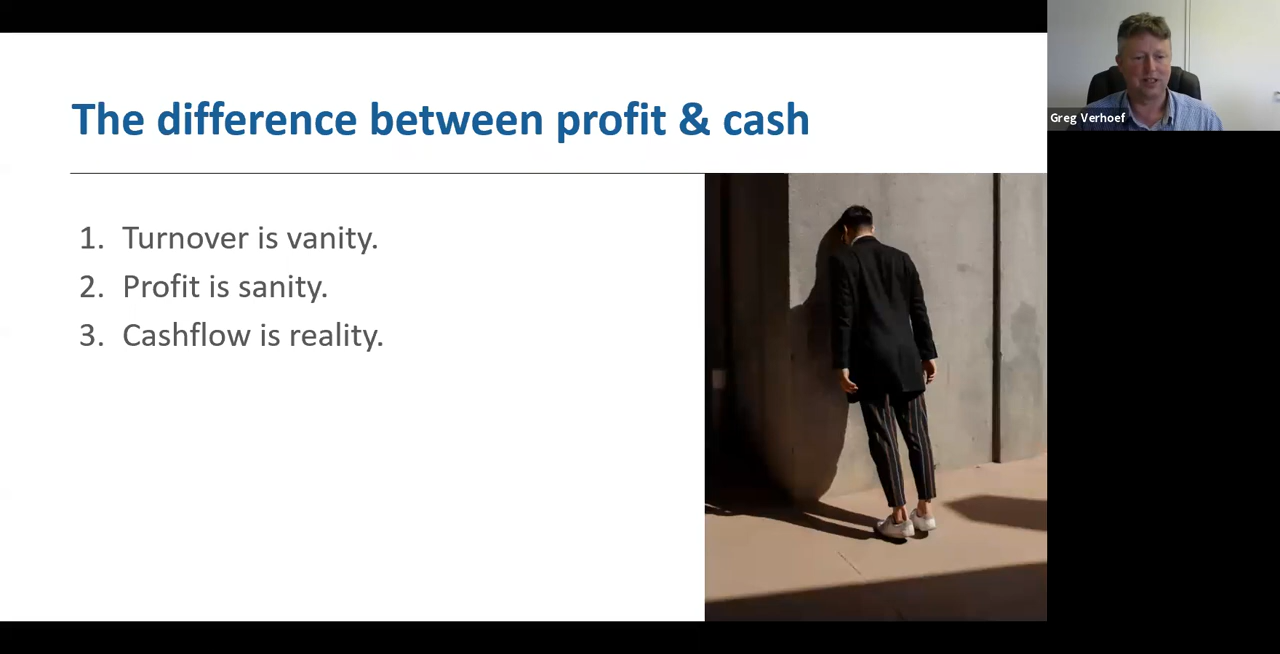 The difference between profit & cash
1. Turnover is vanity.
2. Profit is sanity.
3. Cashflow is reality.
Greg Verhoef